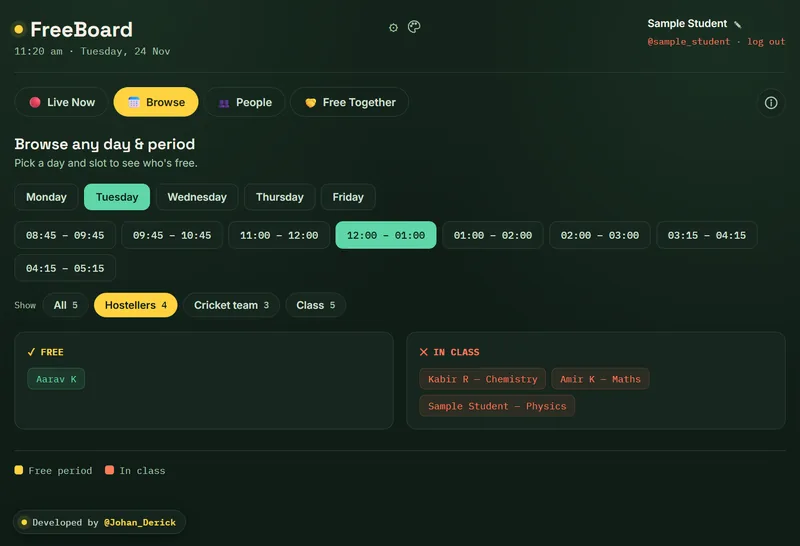 FreeBoard
11:20 am · Tuesday, 24 Nov
Sample Student
@sample_student · log out
Live Now
Browse
People
Free Together
Browse any day & period
Pick a day and slot to see who's free.
Monday
Tuesday
Wednesday
Thursday
Friday
08:45 – 09:45
09:45 – 10:45
11:00 – 12:00
12:00 – 01:00
01:00 – 02:00
02:00 – 03:00
03:15 – 04:15
04:15 – 05:15
Show
All 5
Hostellers 4
Cricket team 3
Class 5
✓ FREE
Aarav K
✕ IN CLASS
Kabir R — Chemistry
Amir K — Maths
Sample Student — Physics
Free period
In class
Developed by @Johan_Derick